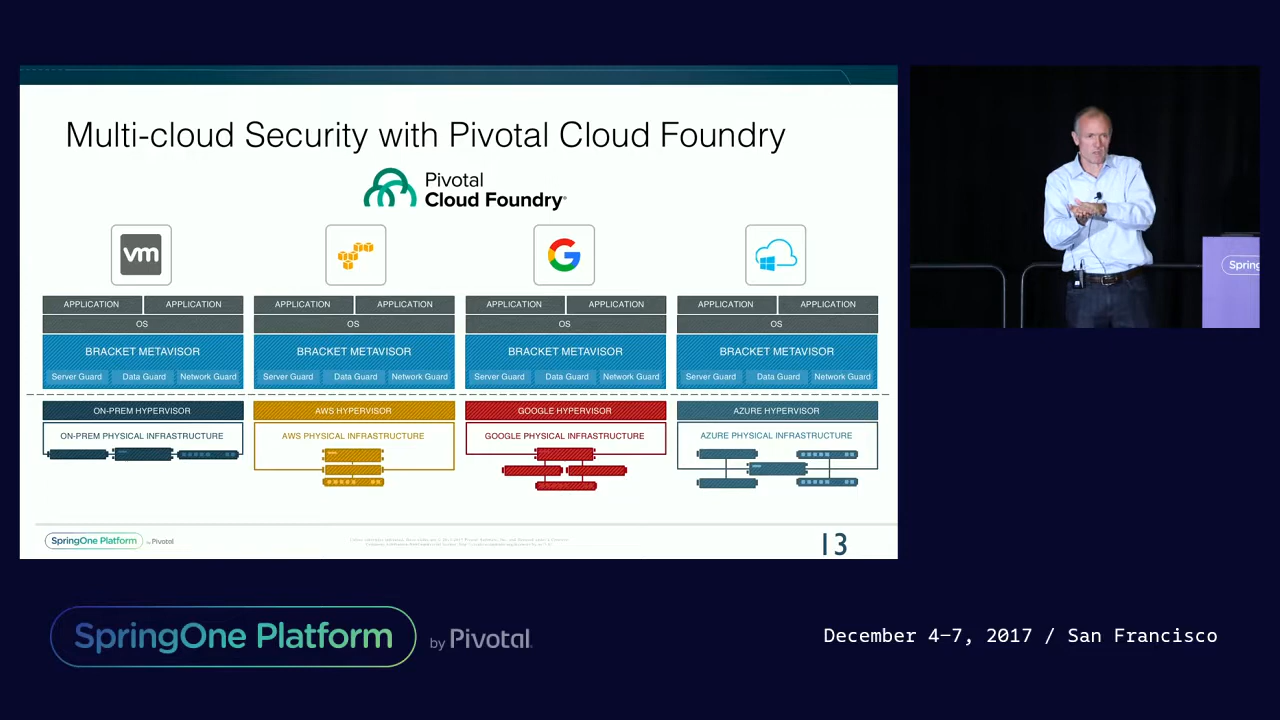 Multi-cloud Security with Pivotal Cloud Foundry
Pivotal
Cloud Foundry®
vm
APPLICATION APPLICATION APPLICATION APPLICATION APPLICATION APPLICATION APPLICATION APPLICATION
OS OS OS OS
BRACKET METAVISOR BRACKET METAVISOR BRACKET METAVISOR BRACKET METAVISOR
Server Guard Data Guard Network Guard Server Guard Data Guard Network Guard Server Guard Data Guard Network Guard Server Guard Data Guard Network Guard
ON-PREM HYPERVISOR AWS HYPERVISOR GOOGLE HYPERVISOR AZURE HYPERVISOR
ON-PREM PHYSICAL INFRASTRUCTURE AWS PHYSICAL INFRASTRUCTURE GOOGLE PHYSICAL INFRASTRUCTURE AZURE PHYSICAL INFRASTRUCTURE
SpringOne Platform by Pivotal
13
Spring
SpringOne Platform by Pivotal.
December 4–7, 2017 / San Francisco